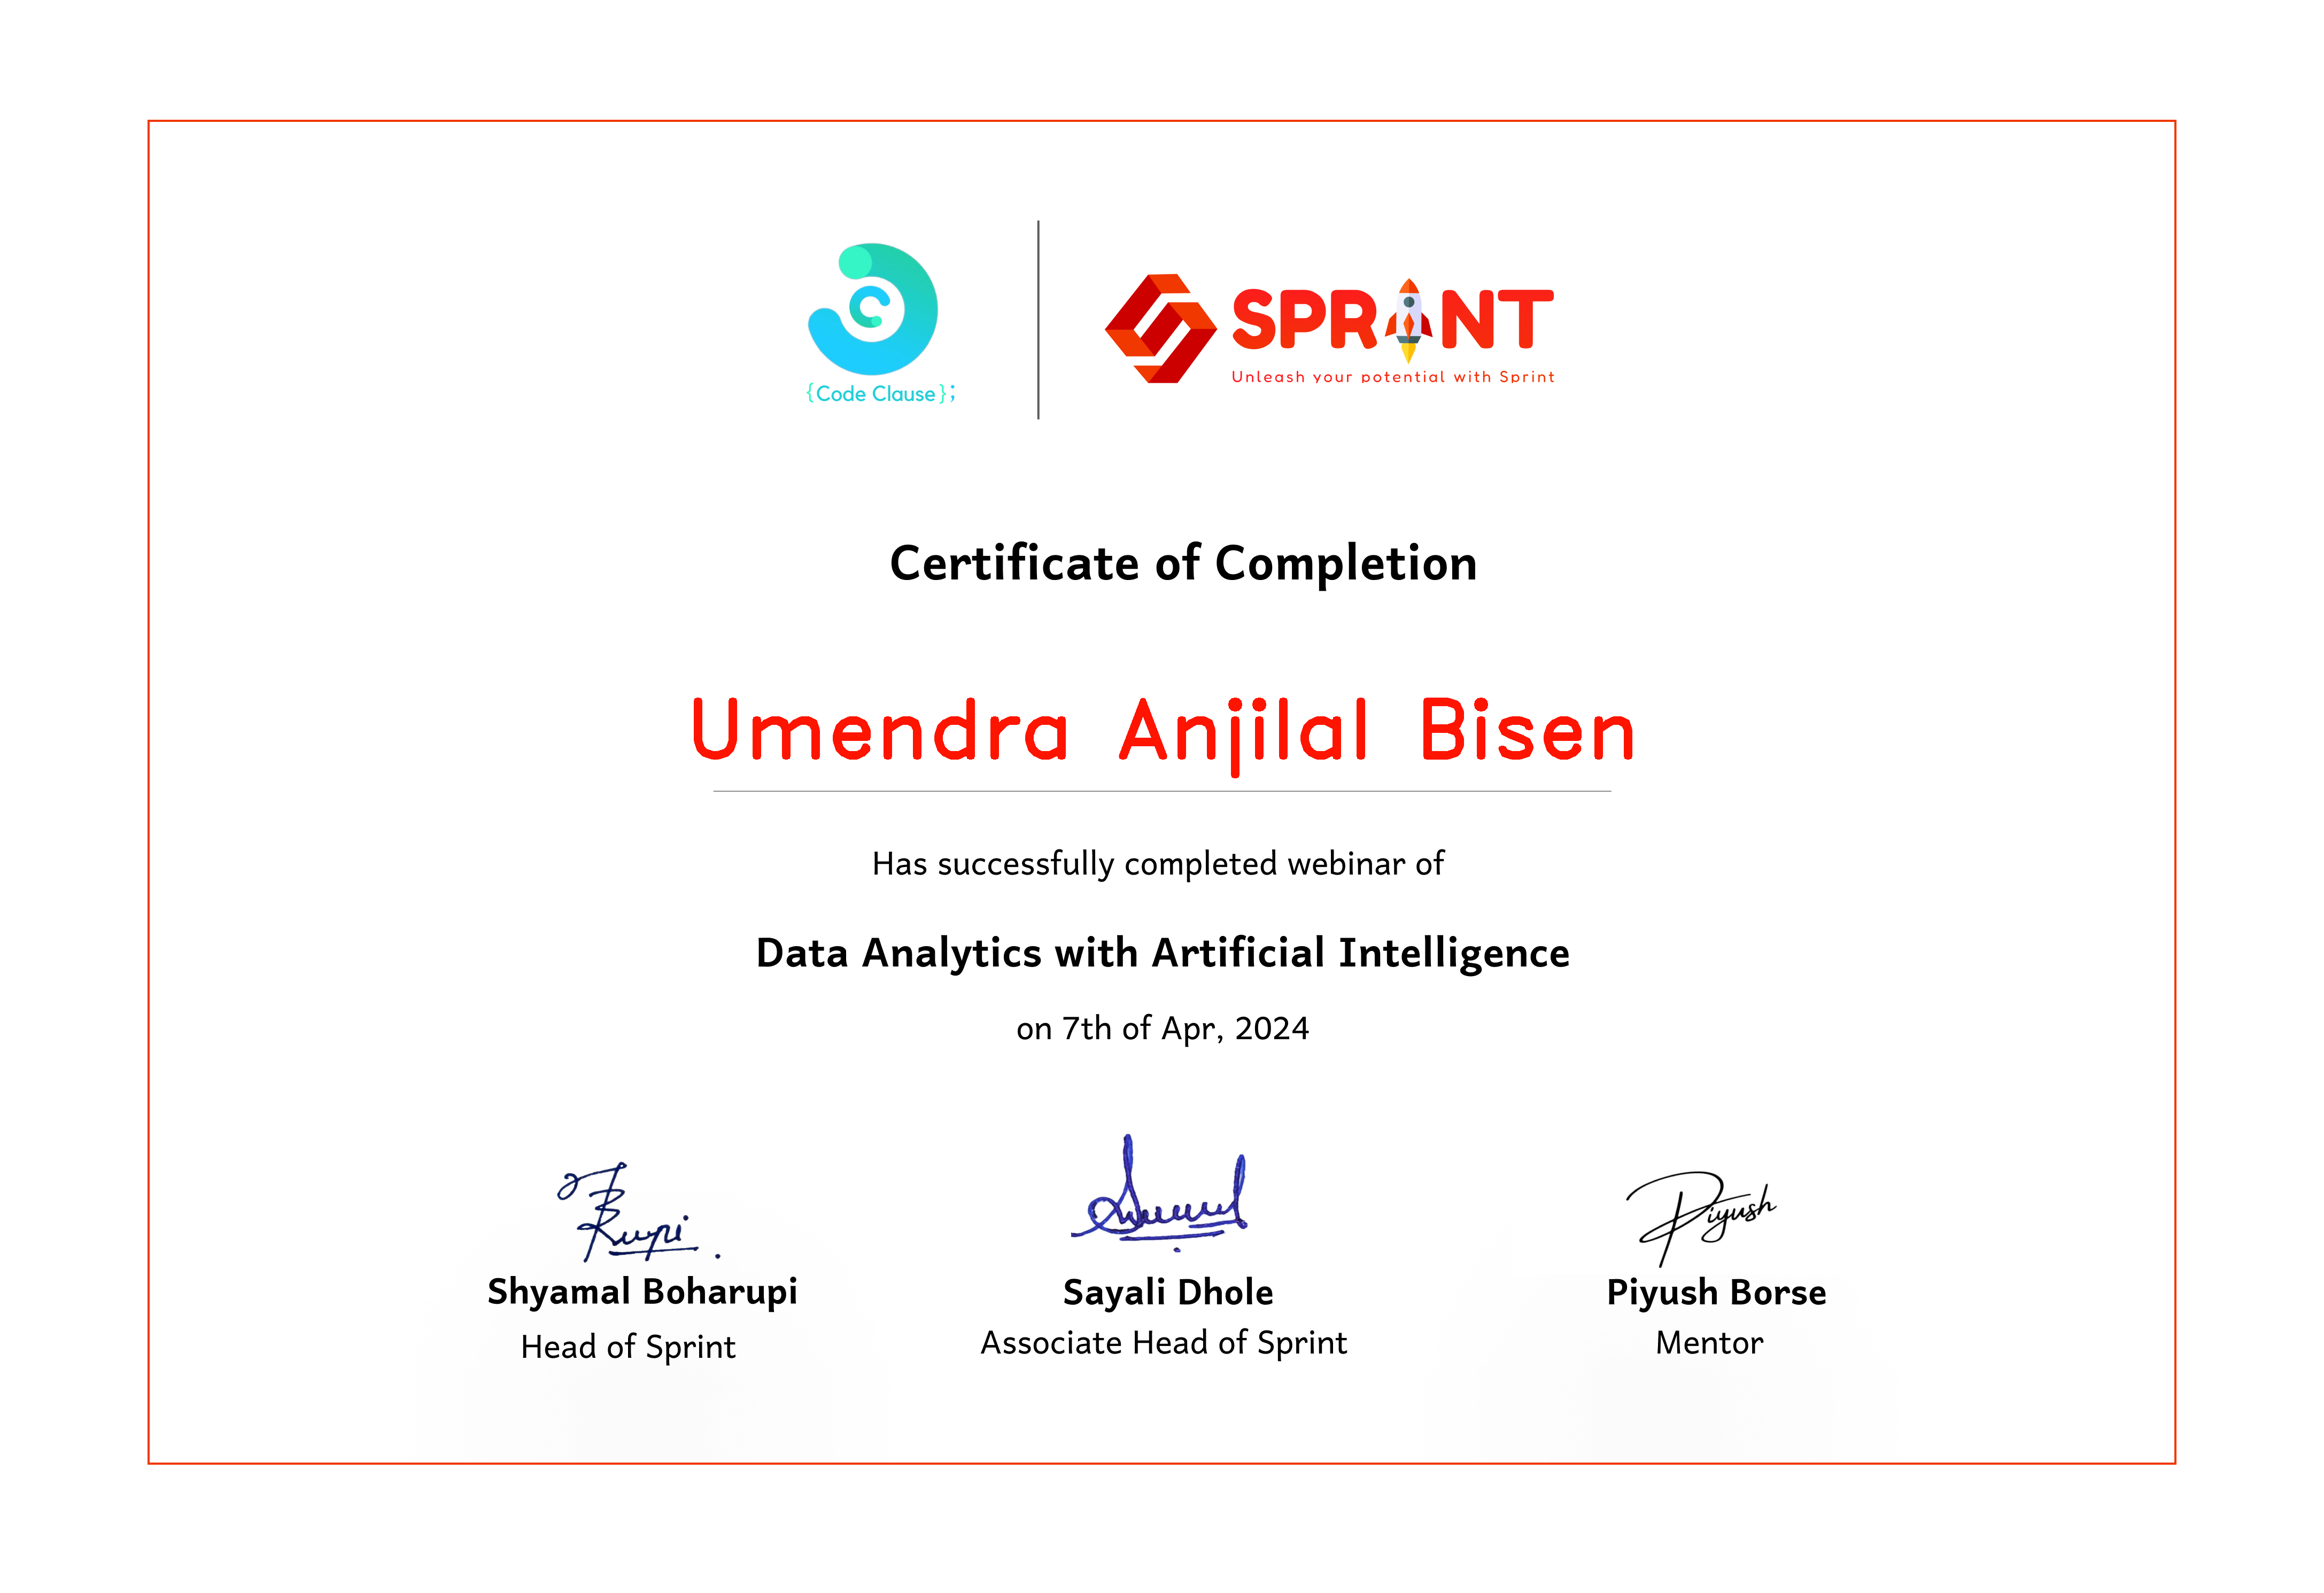 {Code Clause};
SPRINT
Unleash your potential with Sprint
Certificate of Completion
Umendra Anjilal Bisen
Has successfully completed webinar of
Data Analytics with Artificial Intelligence
on 7th of Apr, 2024
Piyush
Shyamal Boharupi
Sayali Dhole
Piyush Borse
Head of Sprint
Associate Head of Sprint
Mentor